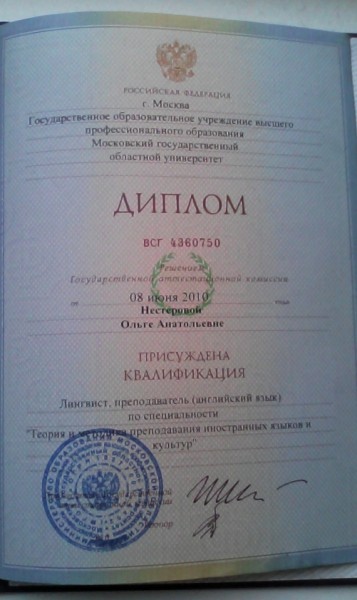 РОССИЙСКАЯ ФЕДЕРАЦИЯ
г. Москва
Государственное образовательное учреждение высшего
профессионального образования
Московский государственный
областной университет
ДИПЛОМ
ВСГ 4360750
Решением
Государственной аттестационной комиссии
от 08 июня 2010 года
Нестеровой
Ольге Анатольевне
ПРИСУЖДЕНА
КВАЛИФИКАЦИЯ
Лингвист, преподаватель (английский язык)
по специальности
"Теория и методика преподавания иностранных языков и
культур"
Ректор